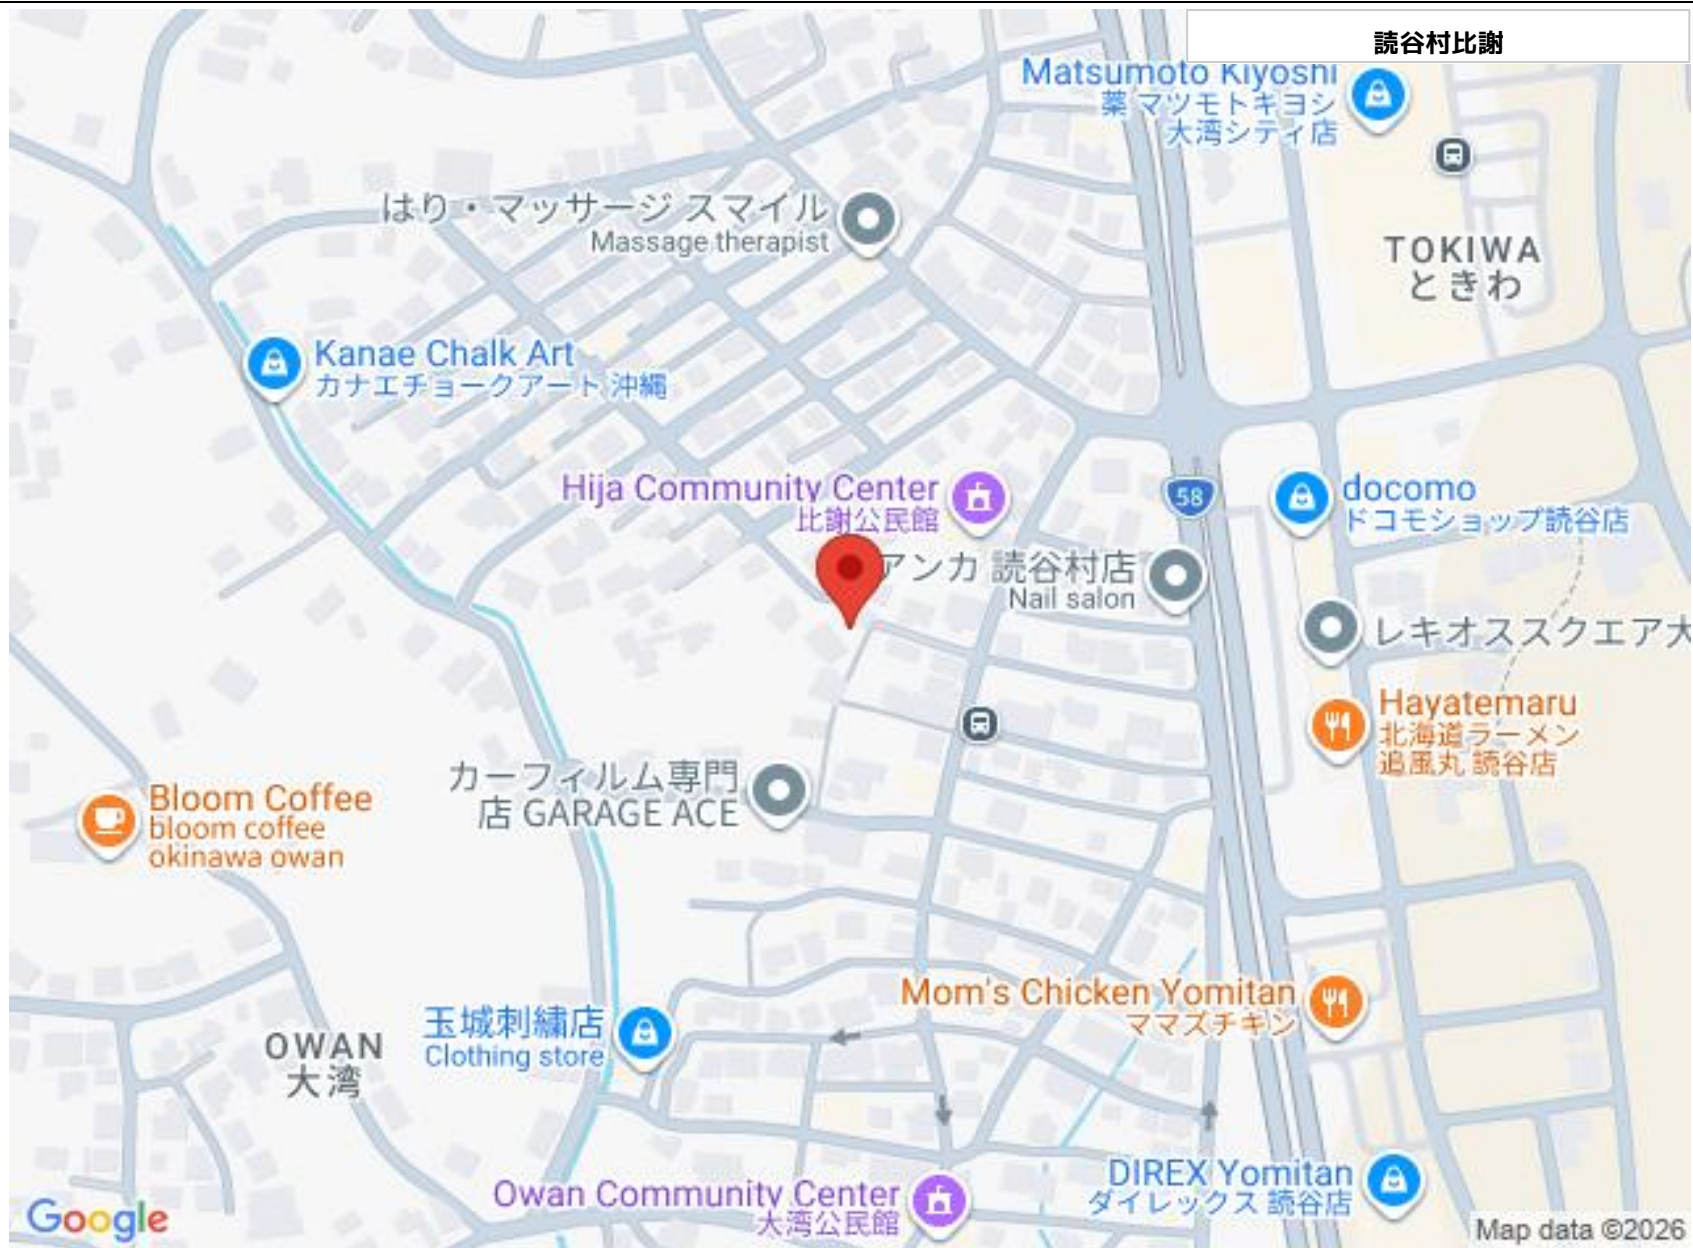 読谷村比謝
Matsumoto Kiyoshi
薬 マツモトキヨシ
大湾シティ店
はり・マッサージ スマイル
Massage therapist
TOKIWA
ときわ
Kanae Chalk Art
カナエチョークアート 沖縄
Hija Community Center
比謝公民館
58
docomo
ドコモショップ読谷店
アンカ 読谷村店
Nail salon
レキオススクエア大
Hayatemaru
北海道ラーメン
追風丸 読谷店
カーフィルム専門
店 GARAGE ACE
Bloom Coffee
bloom coffee
okinawa owan
Mom's Chicken Yomitan
ママズチキン
玉城刺繍店
Clothing store
OWAN
大湾
DIREX Yomitan
ダイレックス 読谷店
Owan Community Center
大湾公民館
Google
Map data ©2026